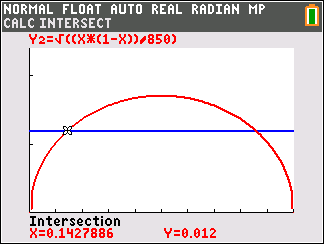 NORMAL FLOAT AUTO REAL RADIAN MP
CALC INTERSECT
Y2=√((X*(1-X))/850)
Intersection
X=0.1427886 Y=0.012